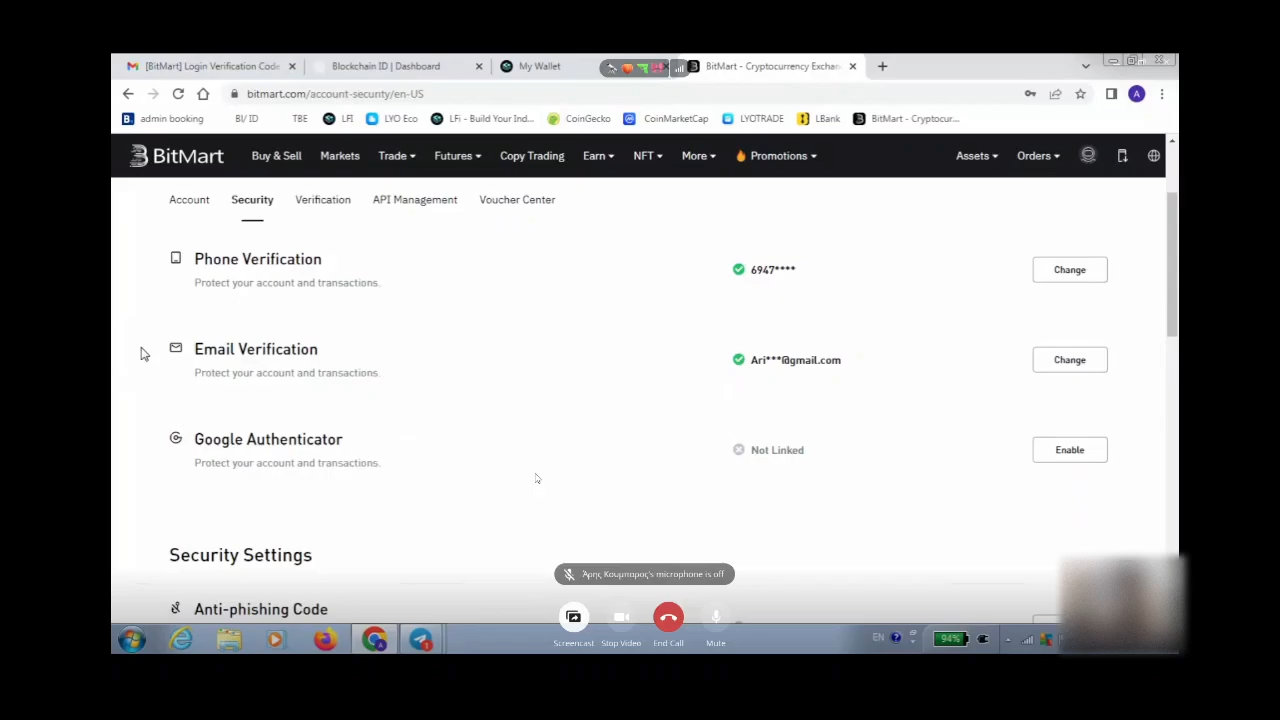 [BitMart] Login Verification Code
Blockchain ID | Dashboard
My Wallet
BitMart - Cryptocurrency Exchan
bitmart.com/account-securty/en-US
admin booking
BI/ ID
TBE
LFI
LYO Eco
LFi - Build Your Ind...
CoinGecko
CoinMarketCap
LYOTRADE
LBank
BitMart - Cryptocur...
BitMart
Buy & Sell
Markets
Trade
Futures
Copy Trading
Earn
NFT
More
Promotions
Assets
Orders
Account
Security
Verification
API Management
Voucher Center
Phone Verification
6947****
Change
Protect your account and transactions.
Email Verification
Ari***@gmail.com
Change
Protect your account and transactions.
Google Authenticator
Not Linked
Enable
Protect your account and transactions.
Security Settings
Άρης Κουμπαρος's microphone is off
Anti-phishing Code
Screencast
Stop Video
End Call
Mute
EN
94%